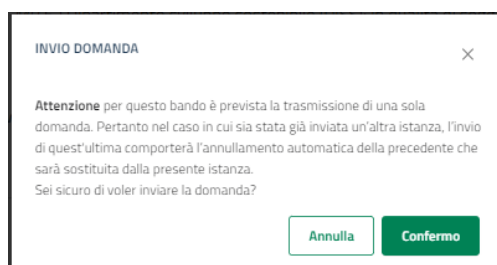 INVIO DOMANDA
Attenzione per questo bando è prevista la trasmissione di una sola
domanda. Pertanto nel caso in cui sia stata già inviata un'altra istanza, l'invio
di quest'ultima comporterà l'annullamento automatica della precedente che
sarà sostituita dalla presente istanza.
Sei sicuro di voler inviare la domanda?
Annulla
Confermo